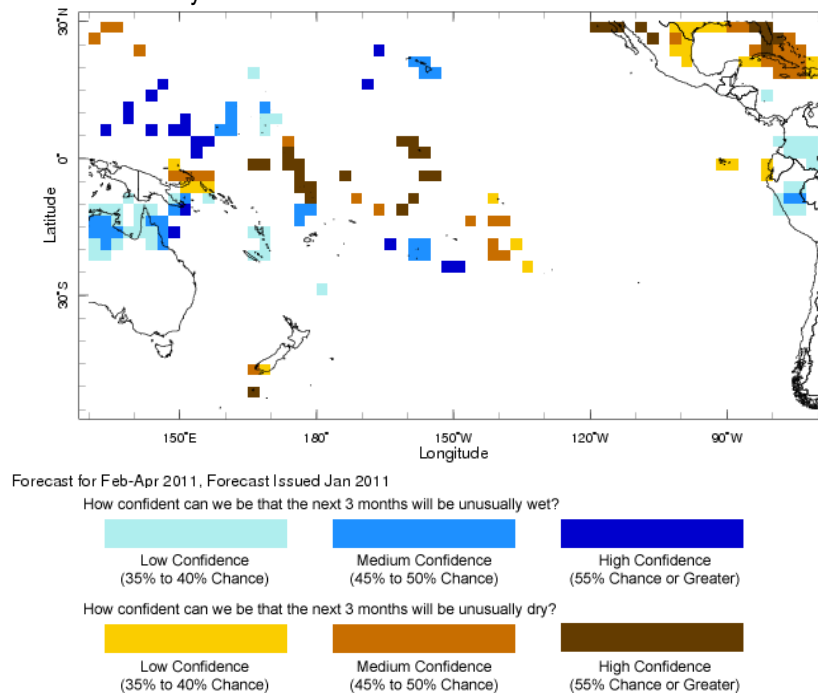 30˚N
0˚
30˚S
Latitude
150˚E
180˚
150˚W
120˚W
90˚W
Longitude
Forecast for Feb-Apr 2011, Forecast Issued Jan 2011
How confident can we be that the next 3 months will be unusually wet?
Low Confidence
(35% to 40% Chance)
Medium Confidence
(45% to 50% Chance)
High Confidence
(55% Chance or Greater)
How confident can we be that the next 3 months will be unusually dry?
Low Confidence
(35% to 40% Chance)
Medium Confidence
(45% to 50% Chance)
High Confidence
(55% Chance or Greater)